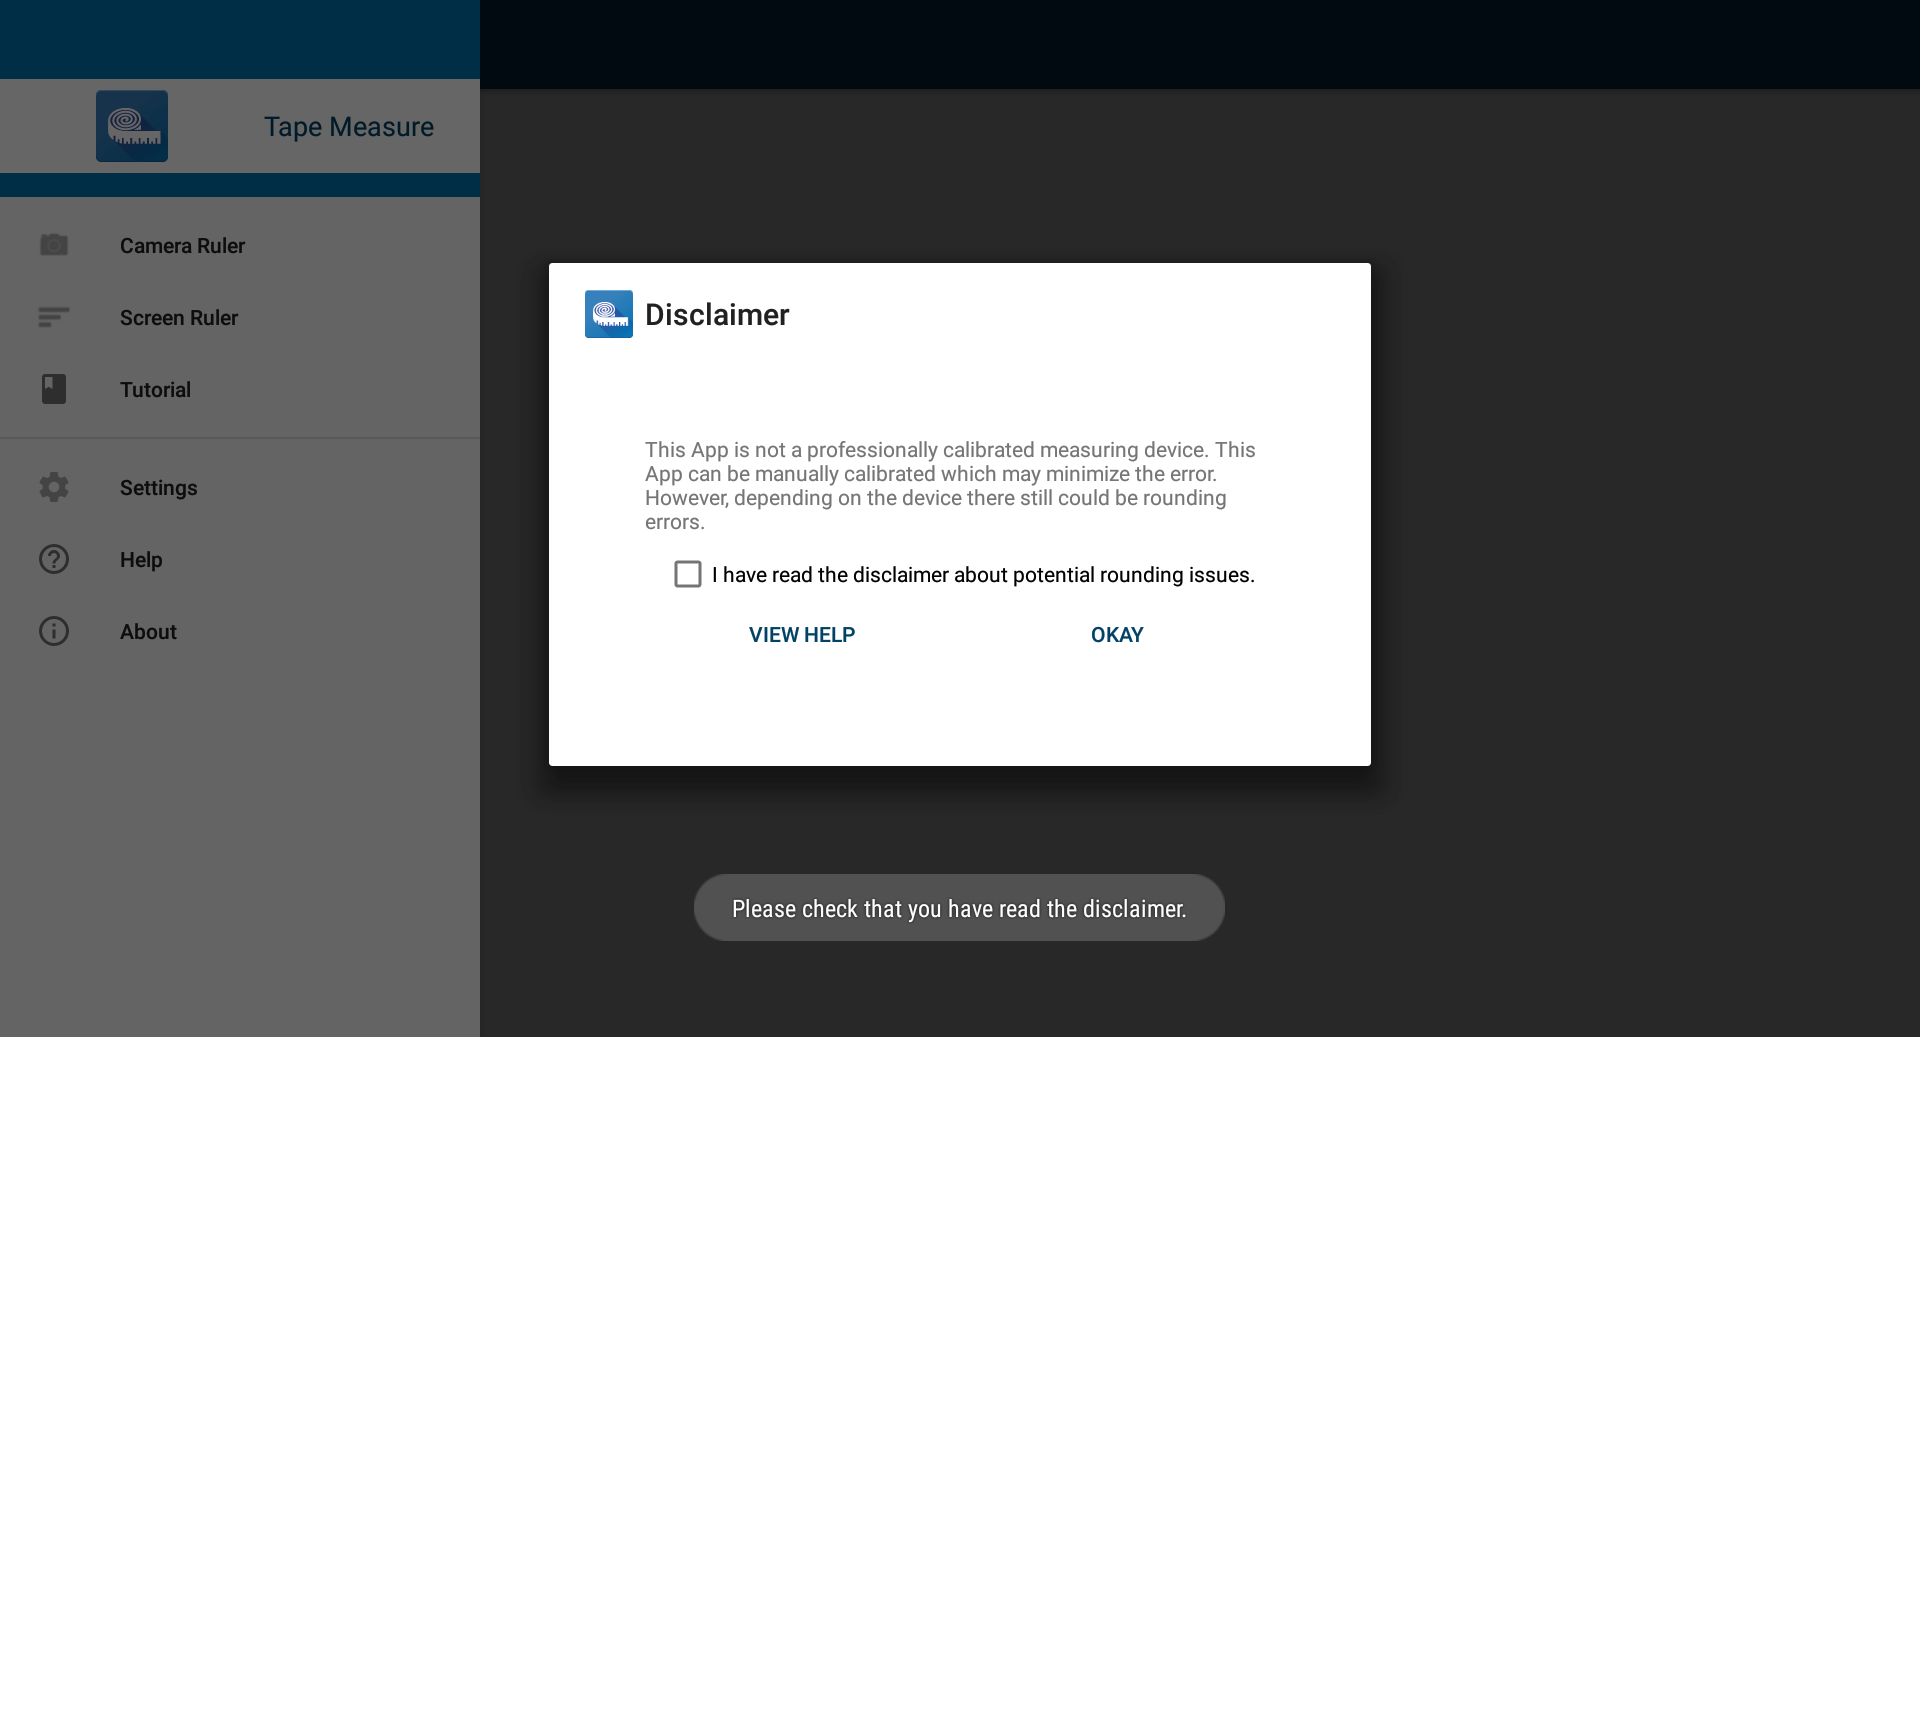 Tape Measure
Camera Ruler
Screen Ruler
Tutorial
Settings
Help
About
Disclaimer
This App is not a professionally calibrated measuring device. This
App can be manually calibrated which may minimize the error.
However, depending on the device there still could be rounding
errors.
I have read the disclaimer about potential rounding issues.
VIEW HELP
OKAY
Please check that you have read the disclaimer.